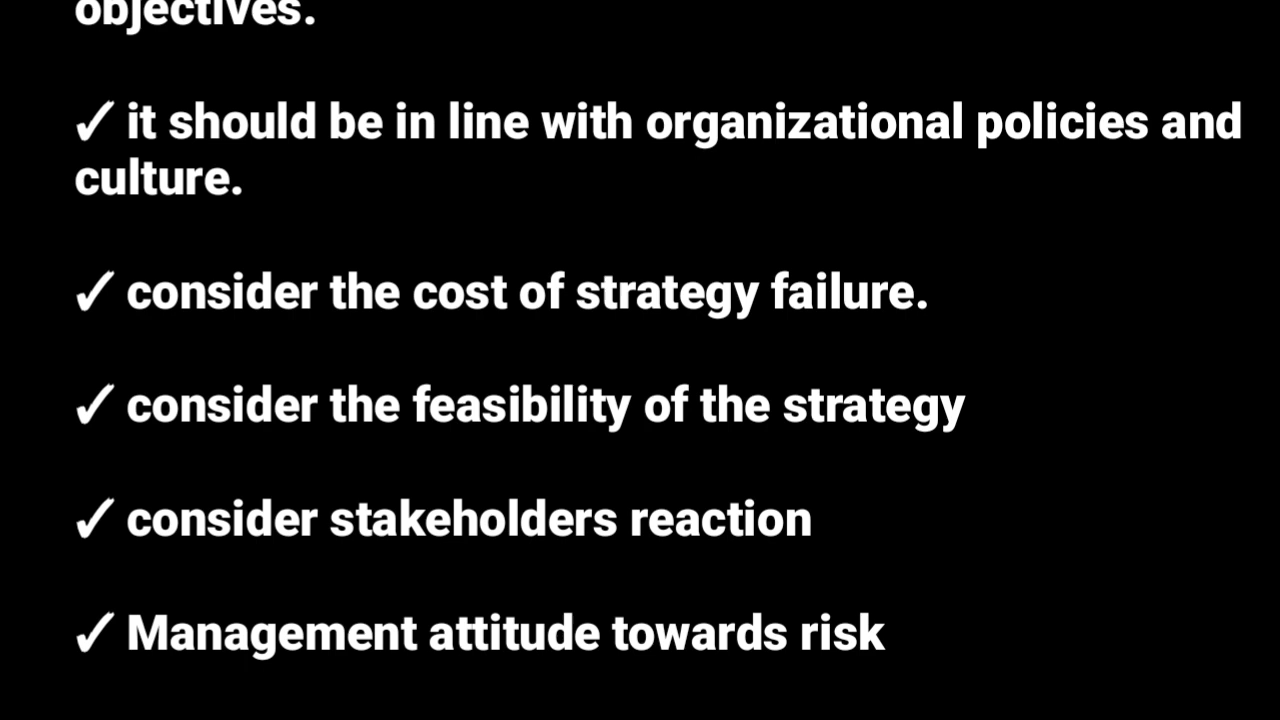 objectives.
✓ it should be in line with organizational policies and
culture.
✓ consider the cost of strategy failure.
✓ consider the feasibility of the strategy
✓ consider stakeholders reaction
✓ Management attitude towards risk